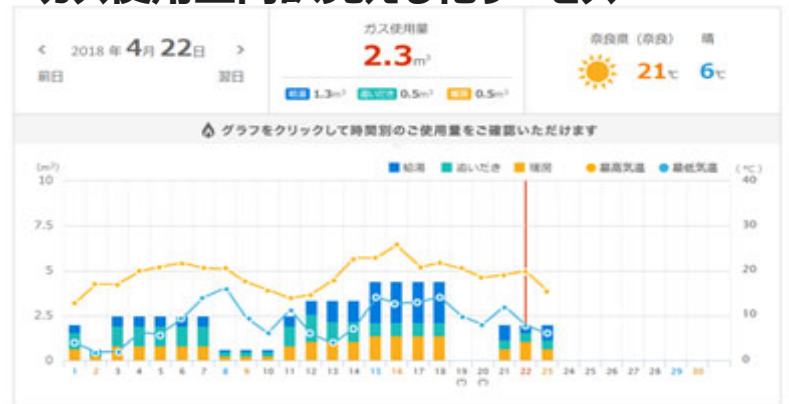 2018 年 4月 22日
前日
翌日
ガス使用量
2.3m³
給湯 1.3m³ 追いだき 0.5m³ 暖房 0.5m³
奈良県 (奈良) 晴
21℃ 6℃
グラフをクリックして時間別のご使用量をご確認いただけます
(m³) 給湯 追いだき 暖房 最高気温 最低気温 (℃)
10 40
7.5 30
5 20
2.5 10
0 0
1 2 3 4 5 6 7 8 9 10 11 12 13 14 15 16 17 18 19 20 21 22 23 24 25 26 27 28 29 30